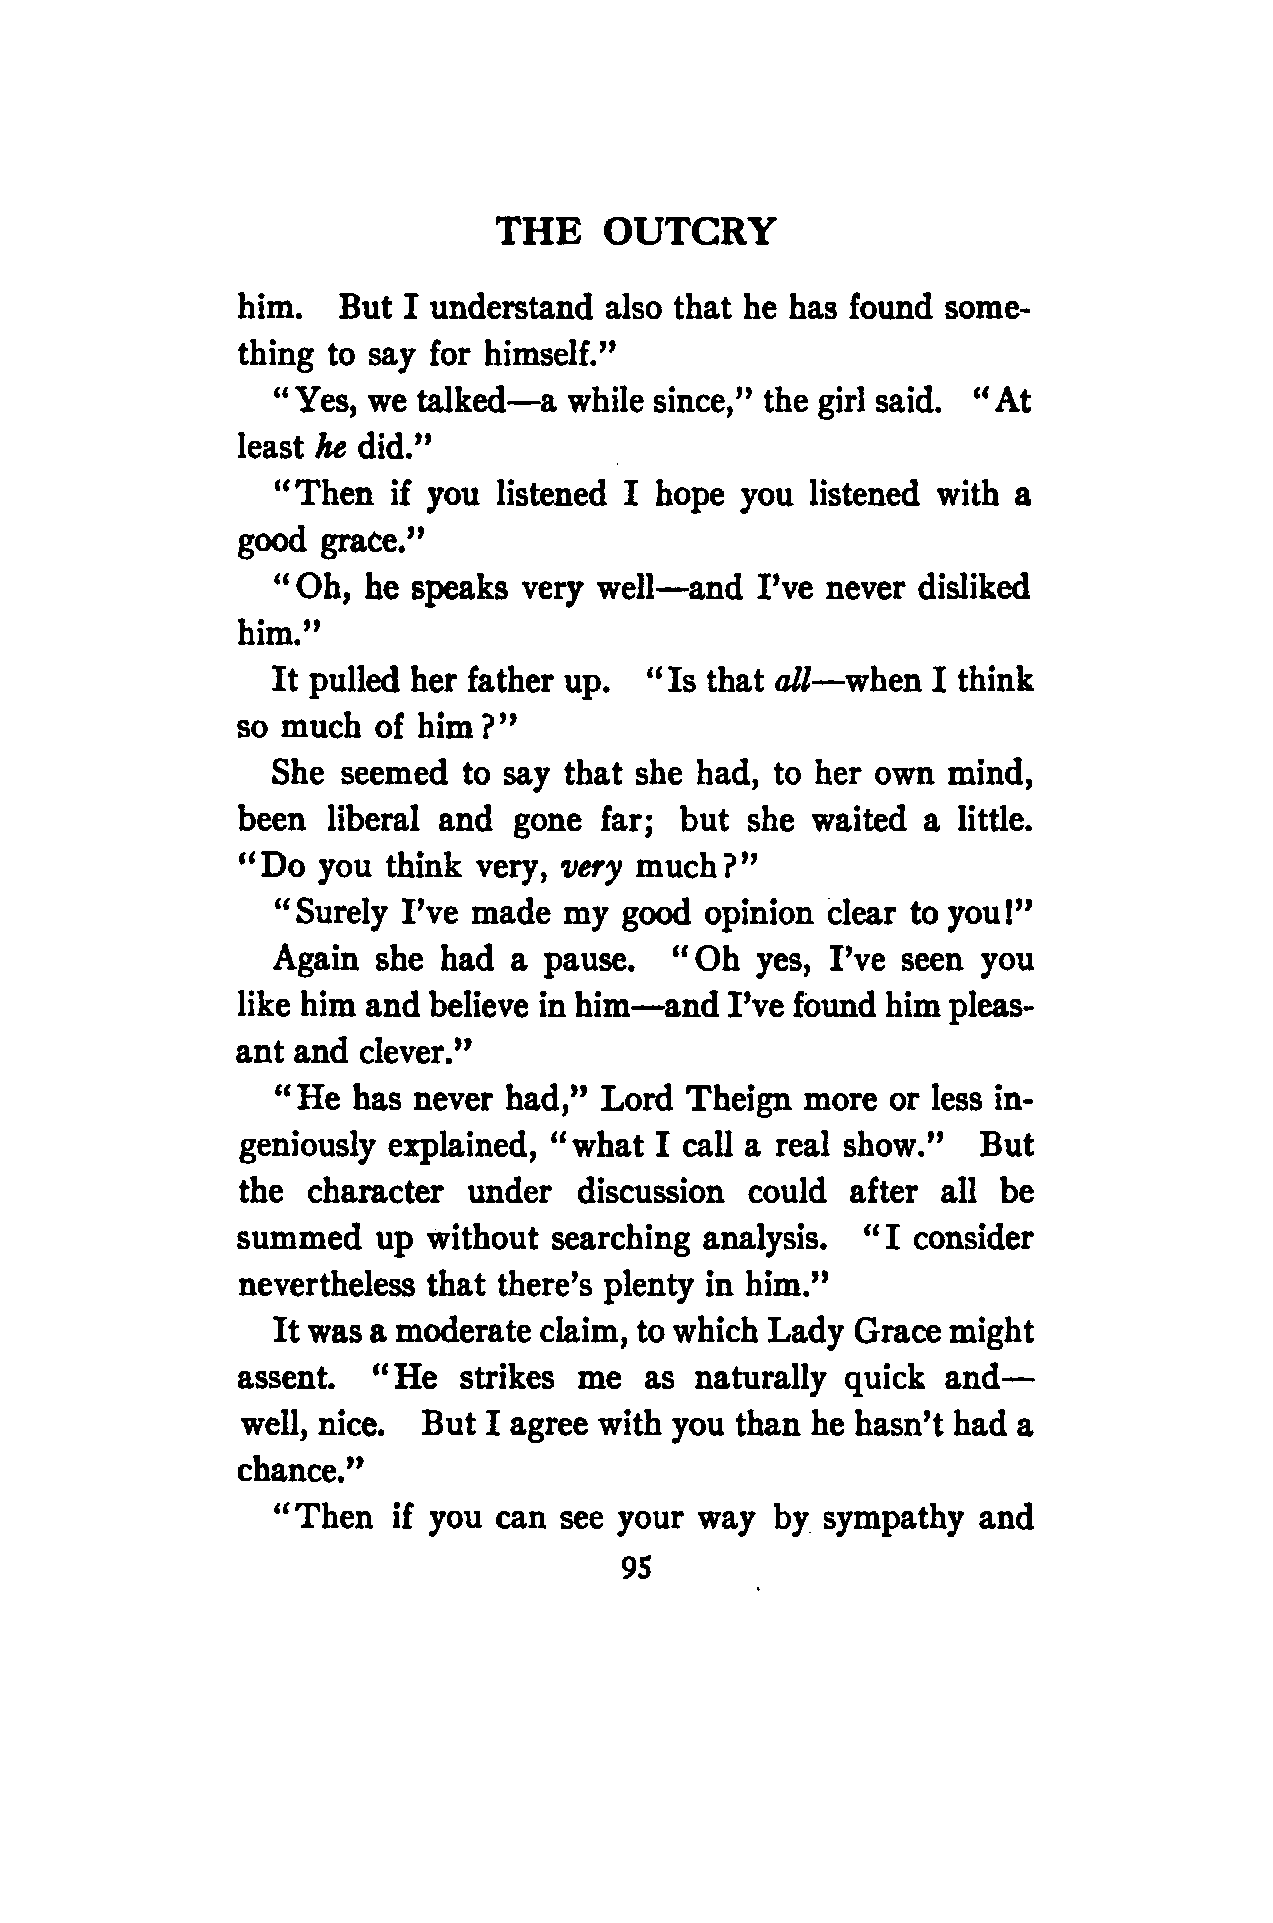 THE OUTCRY
him. But I understand also that he has found some-
thing to say for himself.”
“Yes, we talked—a while since,” the girl said. “At
least he did.”
“Then if you listened I hope you listened with a
good grace.”
“Oh, he speaks very well—and I’ve never disliked
him.”
It pulled her father up. “Is that all—when I think
so much of him?”
She seemed to say that she had, to her own mind,
been liberal and gone far; but she waited a little.
“Do you think very, very much?”
“Surely I’ve made my good opinion clear to you!”
Again she had a pause. “Oh yes, I’ve seen you
like him and believe in him—and I’ve found him pleas-
ant and clever.”
“He has never had,” Lord Theign more or less in-
geniously explained, “what I call a real show.” But
the character under discussion could after all be
summed up without searching analysis. “I consider
nevertheless that there’s plenty in him.”
It was a moderate claim, to which Lady Grace might
assent. “He strikes me as naturally quick and—
well, nice. But I agree with you than he hasn’t had a
chance.”
“Then if you can see your way by sympathy and
95